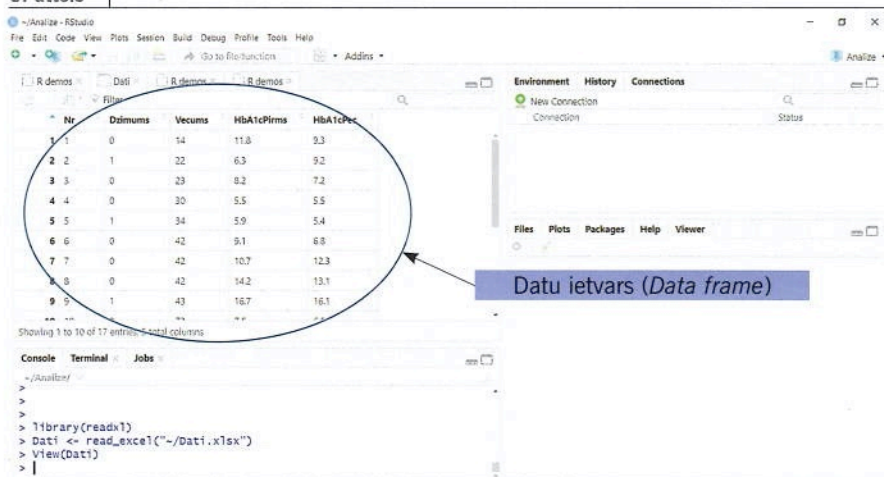 ~/Analize - RStudio
File Edit Code View Plots Session Build Debug Profile Tools Help
Go to file/function Addins Analize
R demos Dati R demos R demos
Filter
Nr Dzimums Vecums HbA1cPirms HbA1cPec
1 1 0 14 11.8 9.3
2 2 1 22 6.3 9.2
3 3 0 23 8.2 7.2
4 4 0 30 5.5 5.5
5 5 1 34 5.9 5.4
6 6 0 42 9.1 6.8
7 7 0 42 10.7 12.3
8 8 0 42 14.2 13.1
9 9 1 43 16.7 16.1
Showing 1 to 10 of 17 entries, 5 total columns
Console Terminal Jobs
~/Analize/
>
>
>
> library(readxl)
> Dati <- read_excel("~/Dati.xlsx")
> View(Dati)
>
Environment History Connections
New Connection
Connection Status
Files Plots Packages Help Viewer
Datu ietvars (Data frame)